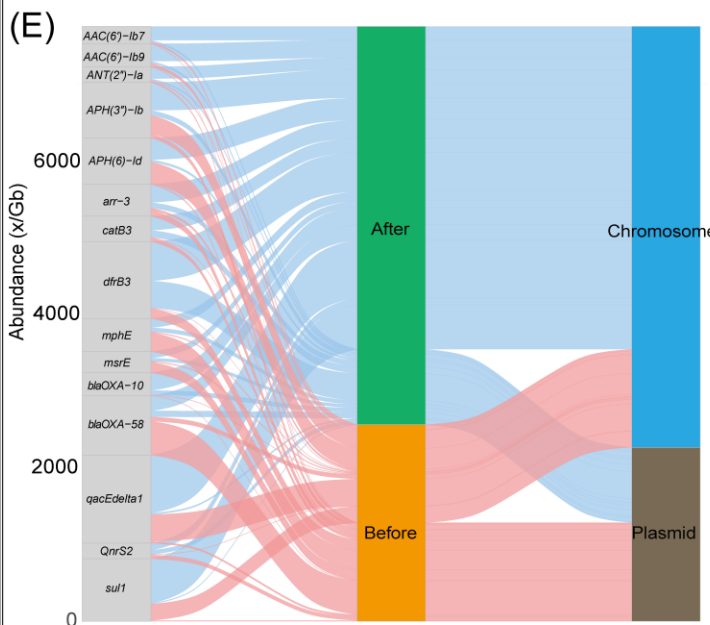 (E)
Abundance (x/Gb)
6000
4000
2000
0
AAC(6')−Ib7
AAC(6')−Ib9
ANT(2'')−Ia
APH(3'')−Ib
APH(6)−Id
arr−3
catB3
dfrB3
mphE
msrE
blaOXA−10
blaOXA−58
qacEdelta1
QnrS2
sul1
After
Before
Chromosome
Plasmid